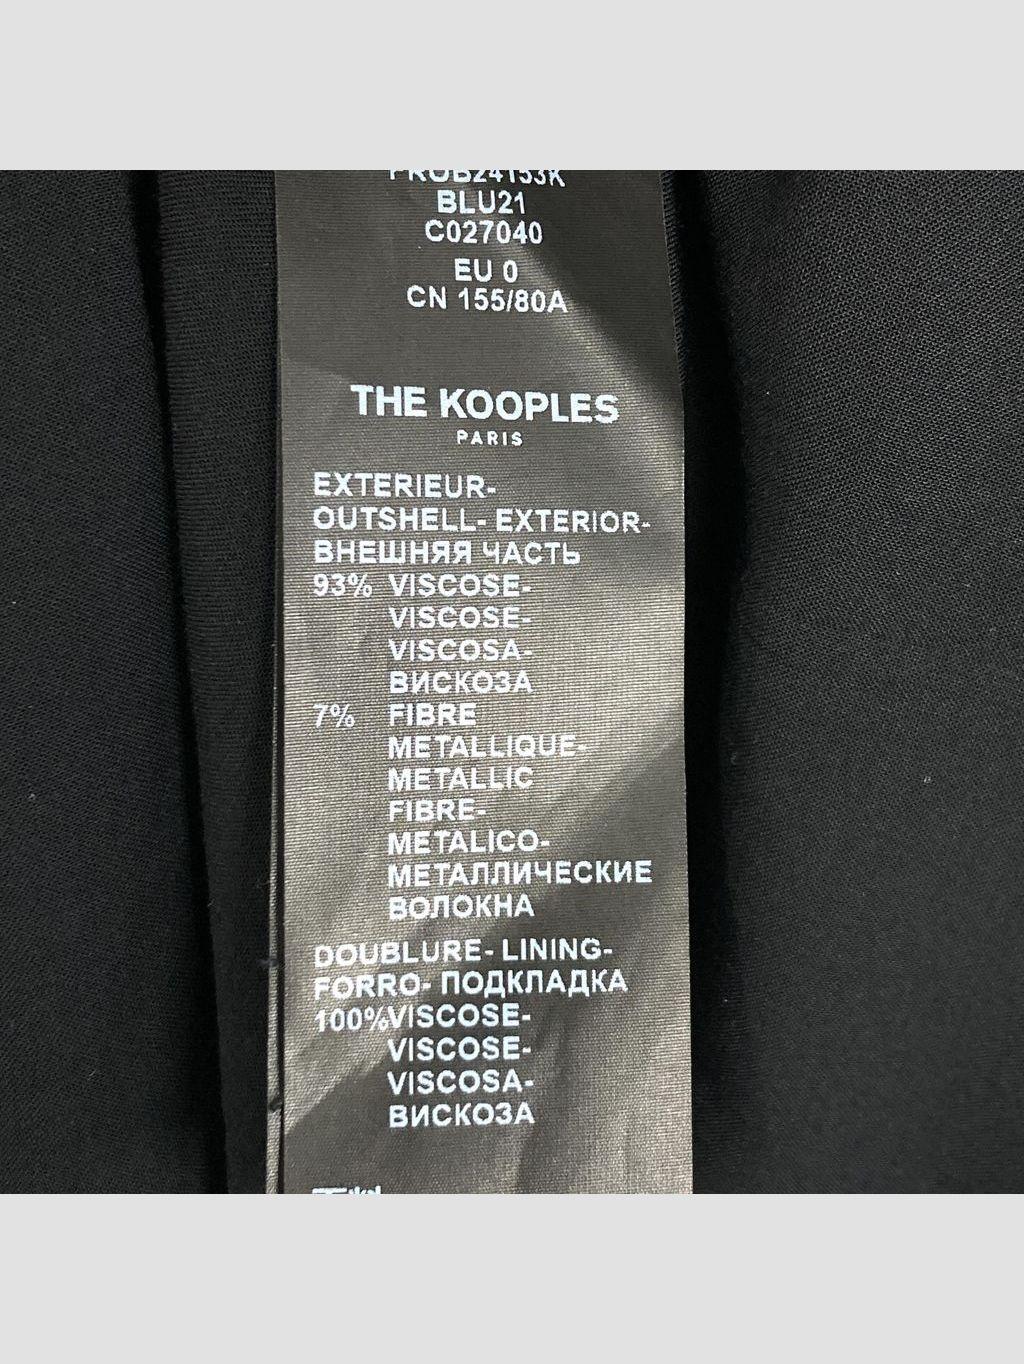 FROB24153K
BLU21
C027040
EU 0
CN 155/80A
THE KOOPLES
PARIS
EXTERIEUR-
OUTSHELL- EXTERIOR-
ВНЕШНЯЯ ЧАСТЬ
93% VISCOSE-
VISCOSE-
VISCOSA-
ВИСКОЗА
7% FIBRE
METALLIQUE-
METALLIC
FIBRE-
METALICO-
МЕТАЛЛИЧЕСКИЕ
ВОЛОКНА
DOUBLURE- LINING-
FORRO- ПОДКЛАДКА
100%VISCOSE-
VISCOSE-
VISCOSA-
ВИСКОЗА